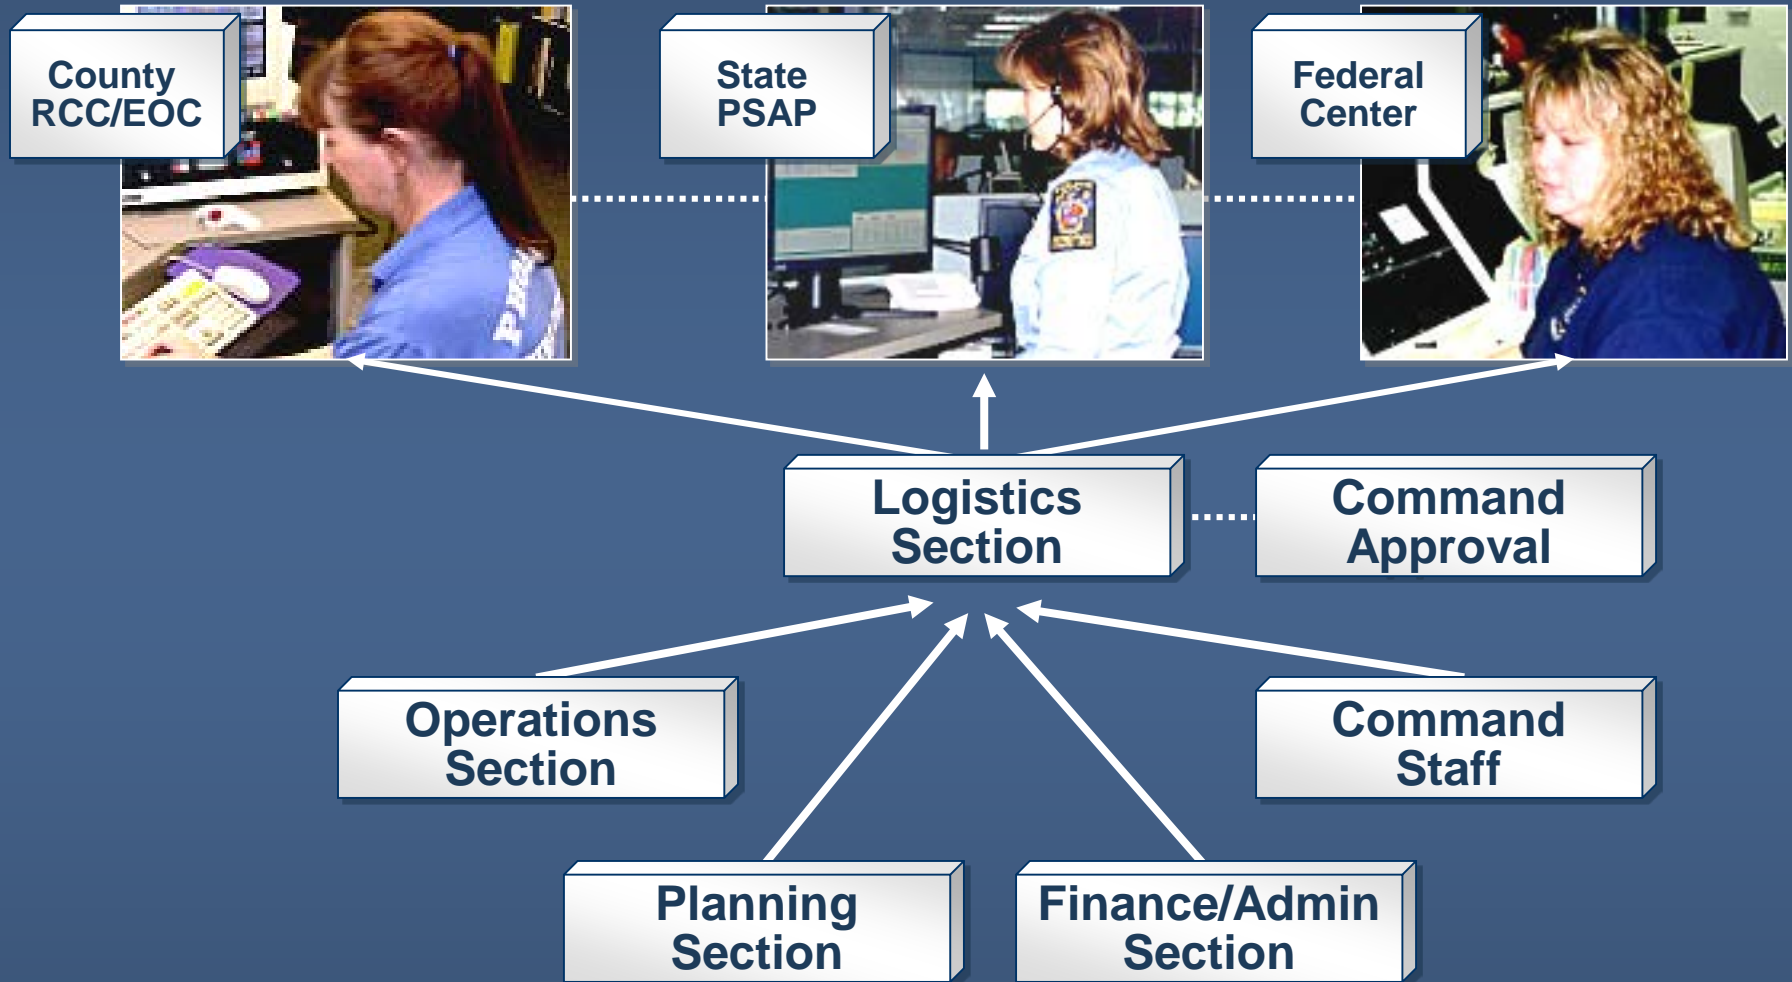 County
RCC/EOC
State
PSAP
Federal
Center
Logistics
Section
Command
Approval
Operations
Section
Command
Staff
Planning
Section
Finance/Admin
Section